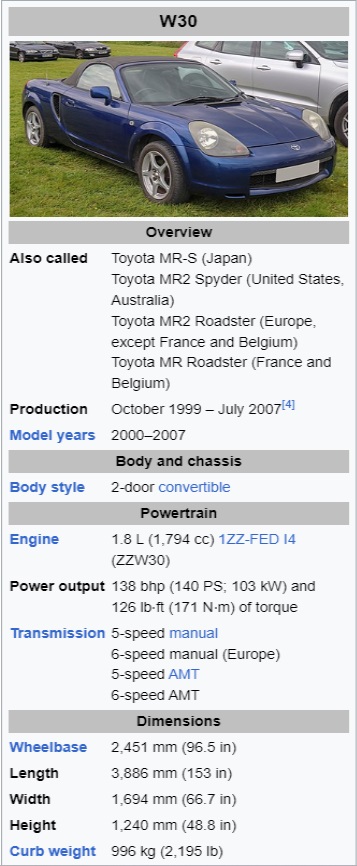 W30
Overview
Also called Toyota MR-S (Japan)
Toyota MR2 Spyder (United States,
Australia)
Toyota MR2 Roadster (Europe,
except France and Belgium)
Toyota MR Roadster (France and
Belgium)
Production October 1999 – July 2007[4]
Model years 2000–2007
Body and chassis
Body style 2-door convertible
Powertrain
Engine 1.8 L (1,794 cc) 1ZZ-FED I4
(ZZW30)
Power output 138 bhp (140 PS; 103 kW) and
126 lb⋅ft (171 N⋅m) of torque
Transmission 5-speed manual
6-speed manual (Europe)
5-speed AMT
6-speed AMT
Dimensions
Wheelbase 2,451 mm (96.5 in)
Length 3,886 mm (153 in)
Width 1,694 mm (66.7 in)
Height 1,240 mm (48.8 in)
Curb weight 996 kg (2,195 lb)